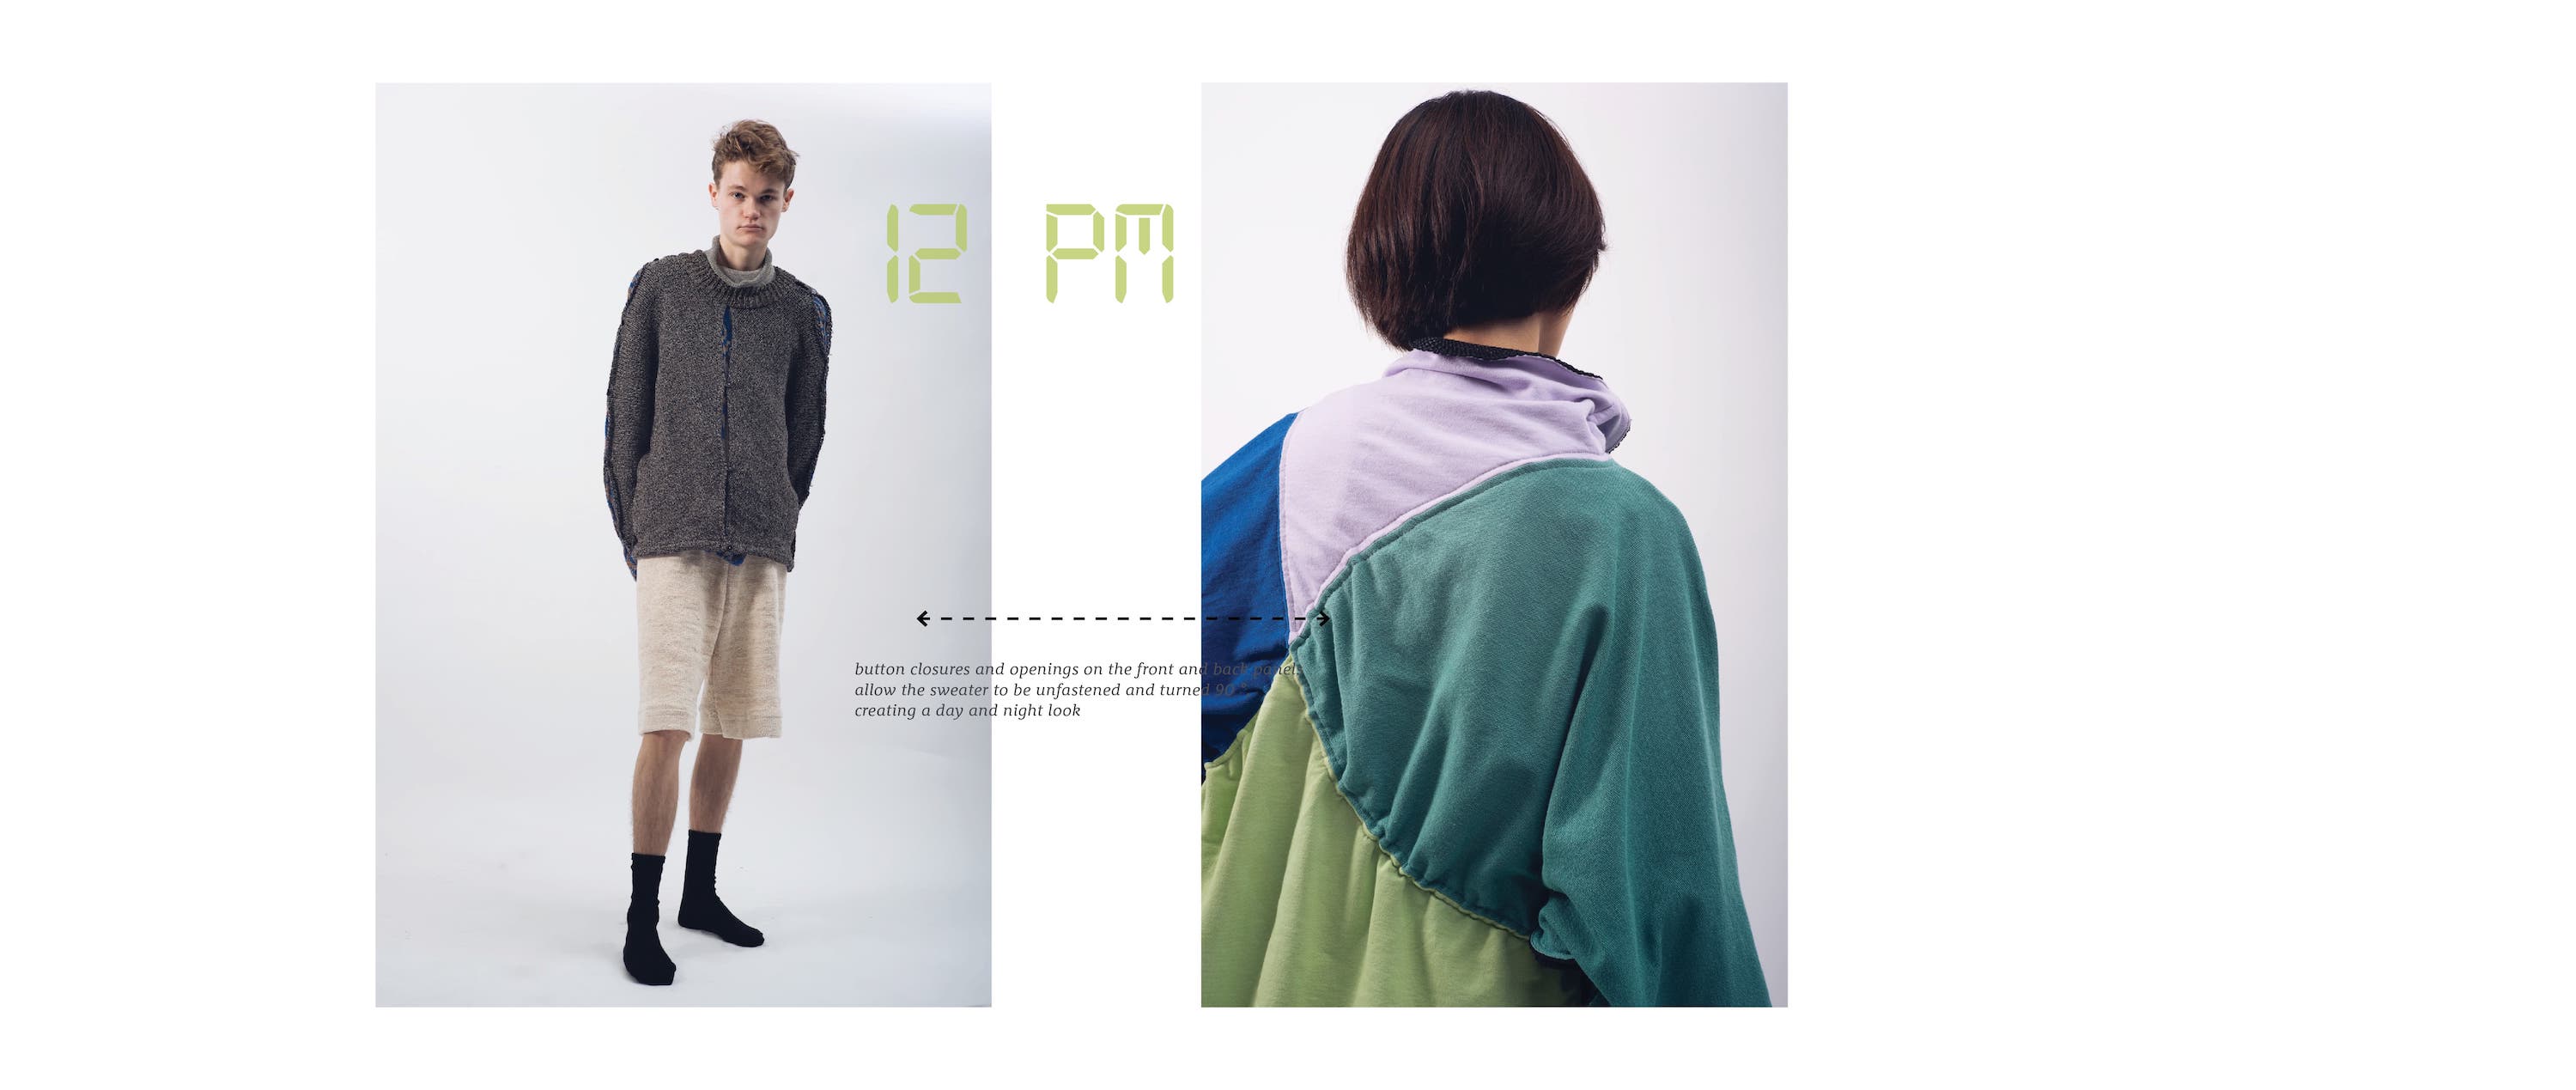 12 PM
button closures and openings on the front and back panels
allow the sweater to be unfastened and turned 90 °
creating a day and night look